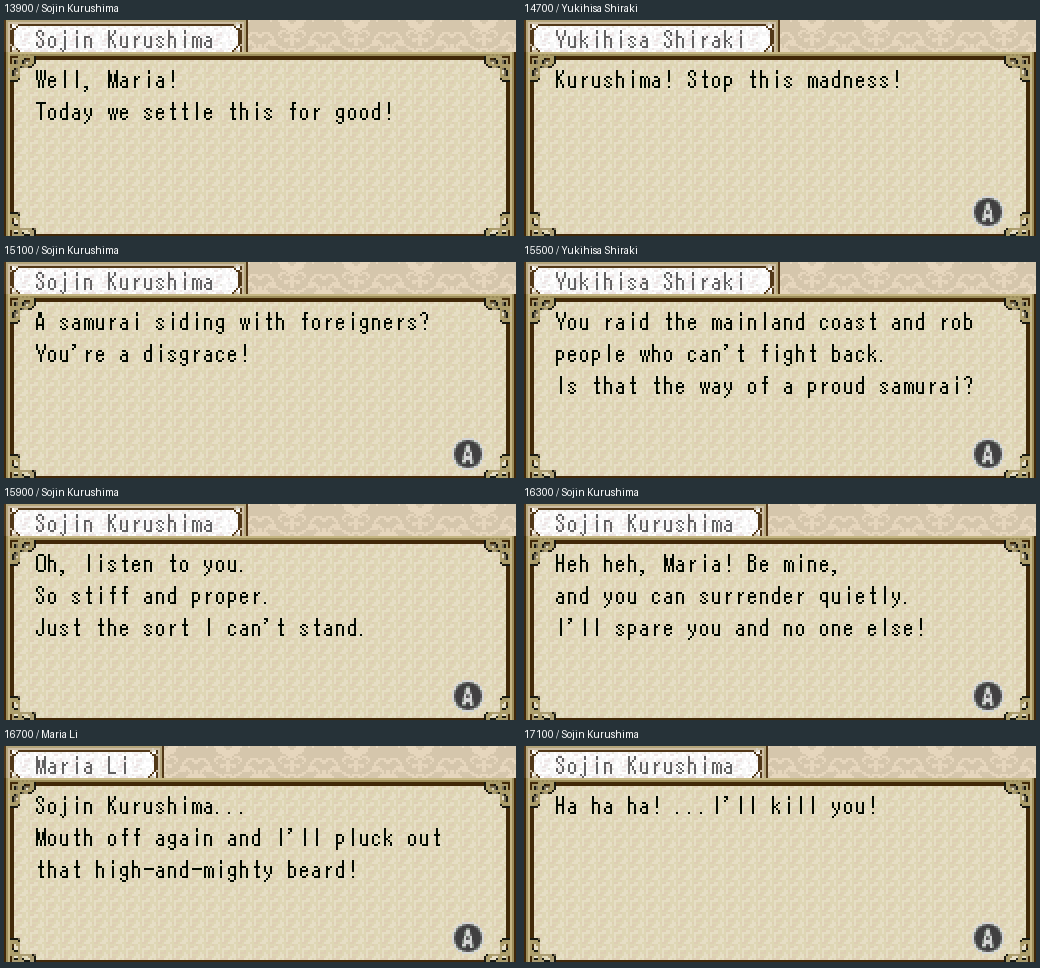 13900 / Sojin Kurushima
Sojin Kurushima
Well, Maria!
Today we settle this for good!
14700 / Yukihisa Shiraki
Yukihisa Shiraki
Kurushima! Stop this madness!
A
15100 / Sojin Kurushima
Sojin Kurushima
A samurai siding with foreigners?
You're a disgrace!
A
15500 / Yukihisa Shiraki
Yukihisa Shiraki
You raid the mainland coast and rob
people who can't fight back.
Is that the way of a proud samurai?
A
15900 / Sojin Kurushima
Sojin Kurushima
Oh, listen to you.
So stiff and proper.
Just the sort I can't stand.
A
16300 / Sojin Kurushima
Sojin Kurushima
Heh heh, Maria! Be mine,
and you can surrender quietly.
I'll spare you and no one else!
A
16700 / Maria Li
Maria Li
Sojin Kurushima...
Mouth off again and I'll pluck out
that high-and-mighty beard!
A
17100 / Sojin Kurushima
Sojin Kurushima
Ha ha ha! ...I'll kill you!
A